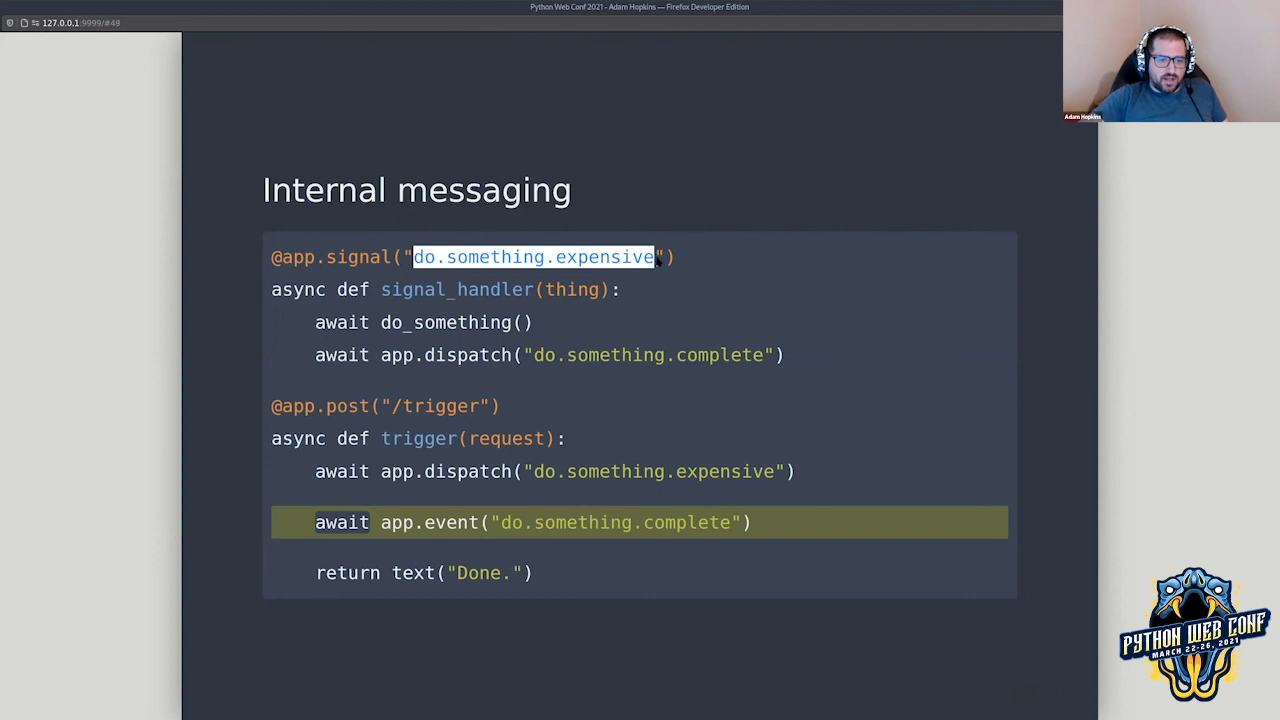 Python Web Conf 2021 - Adam Hopkins — Firefox Developer Edition
127.0.0.1:9999/#49
Adam Hopkins
Internal messaging
@app.signal("do.something.expensive")
async def signal_handler(thing):
await do_something()
await app.dispatch("do.something.complete")
@app.post("/trigger")
async def trigger(request):
await app.dispatch("do.something.expensive")
await app.event("do.something.complete")
return text("Done.")
PYTHON WEB CONF
MARCH 22-26, 2021